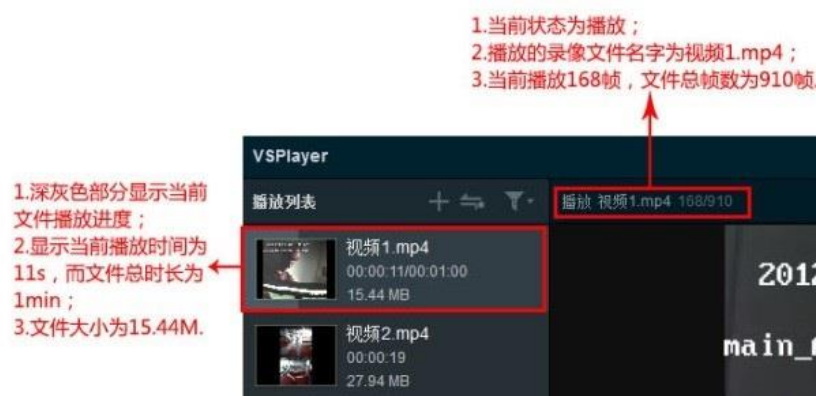 1.当前状态为播放；
2.播放的录像文件名字为视频1.mp4；
3.当前播放168帧，文件总帧数为910帧.
VSPlayer
播放列表
播放 视频1.mp4 168/910
1.深灰色部分显示当前
文件播放进度；
2.显示当前播放时间为
11s，而文件总时长为
1min；
3.文件大小为15.44M.
视频1.mp4
00:00:11/00:01:00
15.44 MB
视频2.mp4
00:00:19
27.94 MB
2012
main_